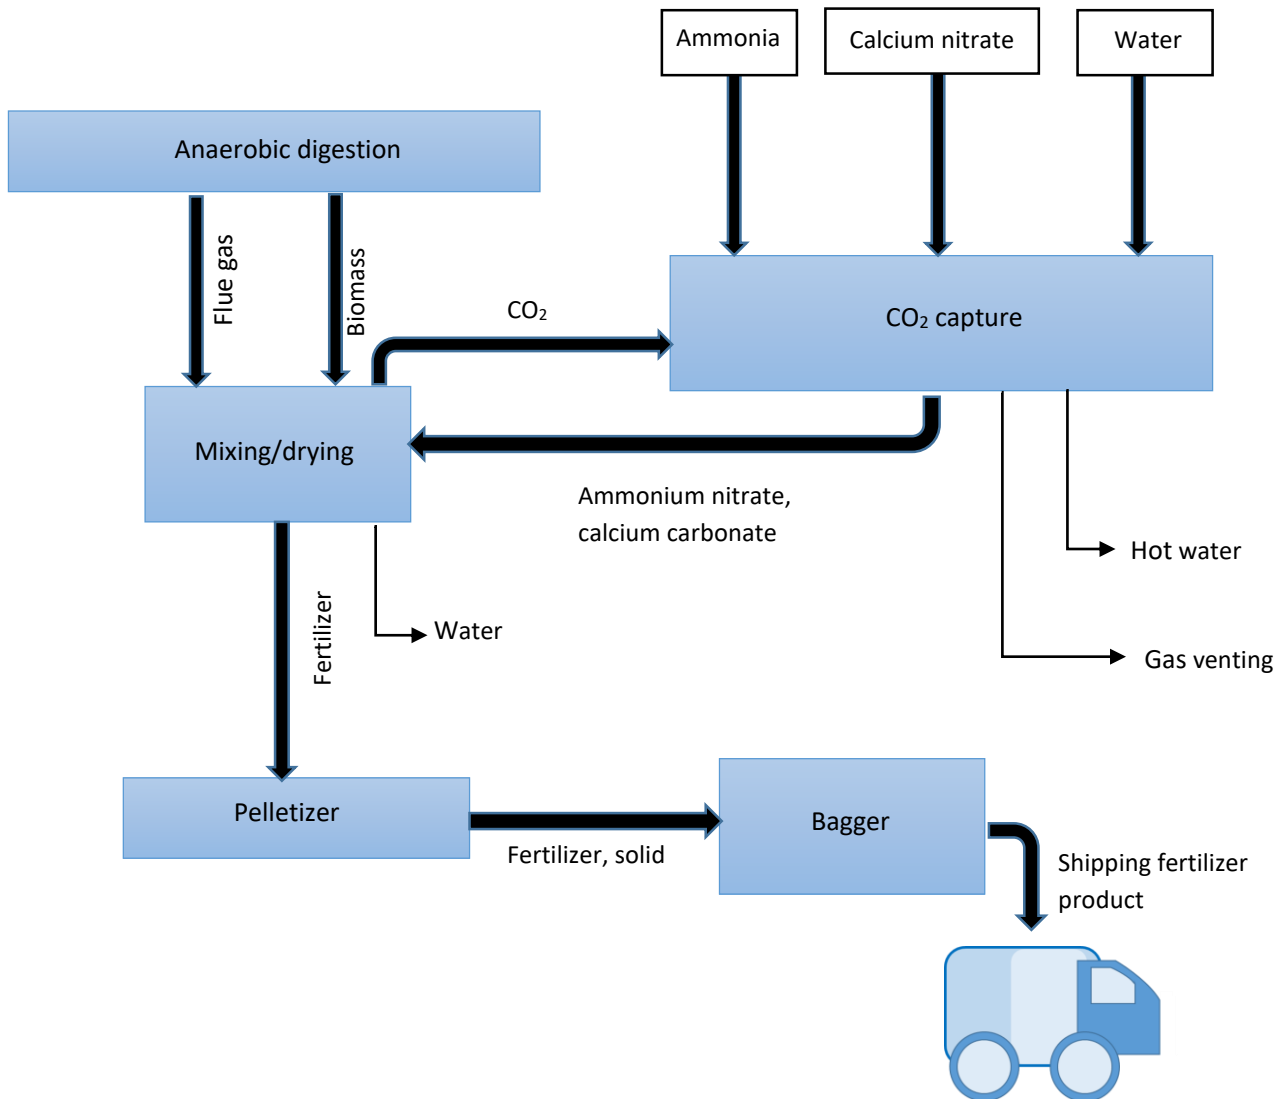 Ammonia
Calcium nitrate
Water
Anaerobic digestion
Flue gas
Biomass
CO₂
CO₂ capture
Mixing/drying
Ammonium nitrate,
calcium carbonate
Hot water
Fertilizer
Water
Gas venting
Pelletizer
Fertilizer, solid
Bagger
Shipping fertilizer
product